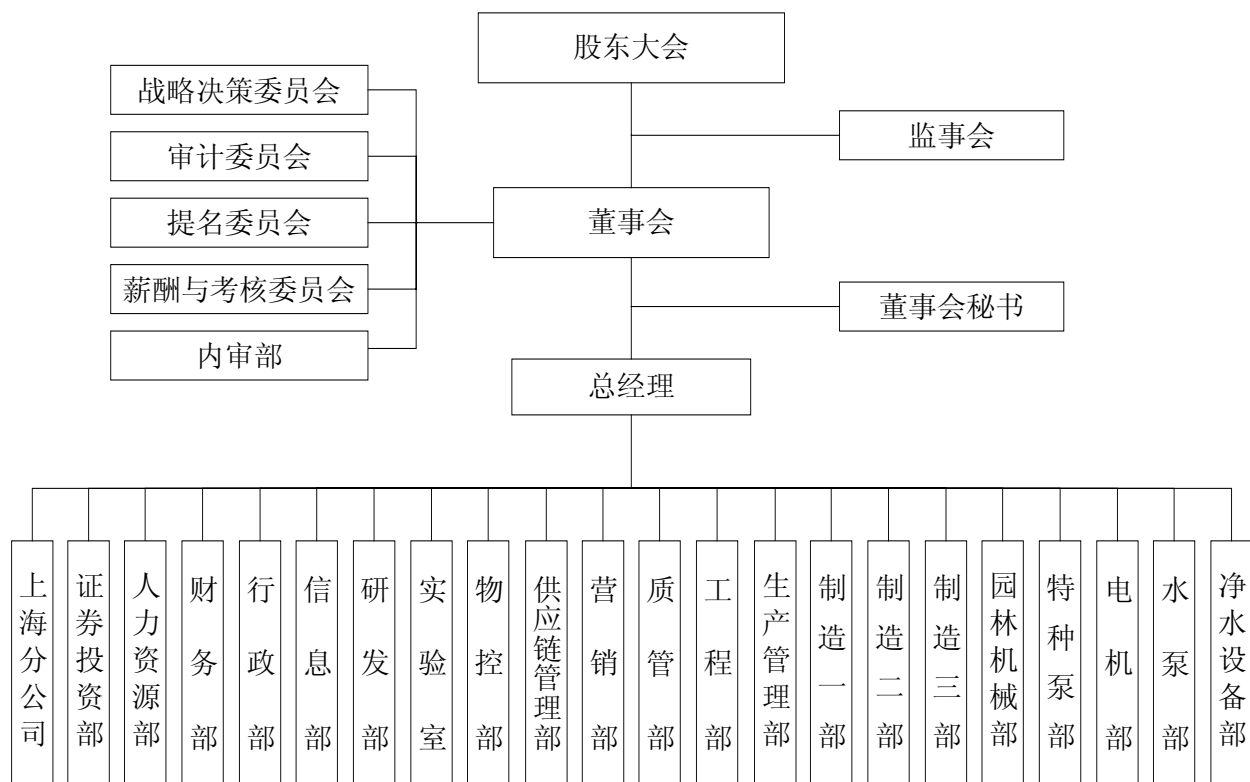 股东大会
战略决策委员会
监事会
审计委员会
提名委员会
董事会
薪酬与考核委员会
董事会秘书
内审部
总经理
上海分公司
证券投资部
人力资源部
财务部
行政部
信息部
研发部
实验室
物控部
供应链管理部
营销部
质管部
工程部
生产管理部
制造一部
制造二部
制造三部
园林机械部
特种泵部
电机部
水泵部
净水设备部